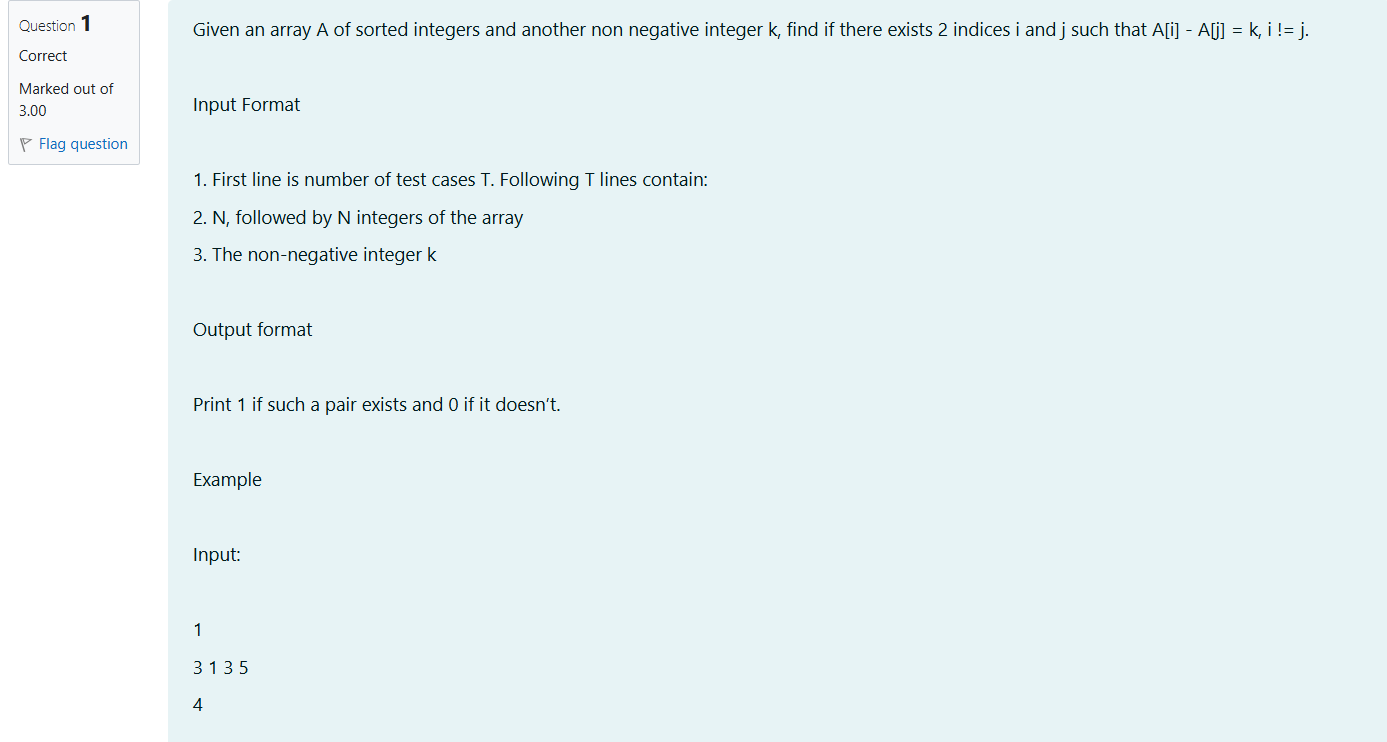 Question 1
Correct
Marked out of
3.00
Flag question
Given an array A of sorted integers and another non negative integer k, find if there exists 2 indices i and j such that A[i] - A[j] = k, i != j.
Input Format
1. First line is number of test cases T. Following T lines contain:
2. N, followed by N integers of the array
3. The non-negative integer k
Output format
Print 1 if such a pair exists and 0 if it doesn't.
Example
Input:
1
3 1 3 5
4